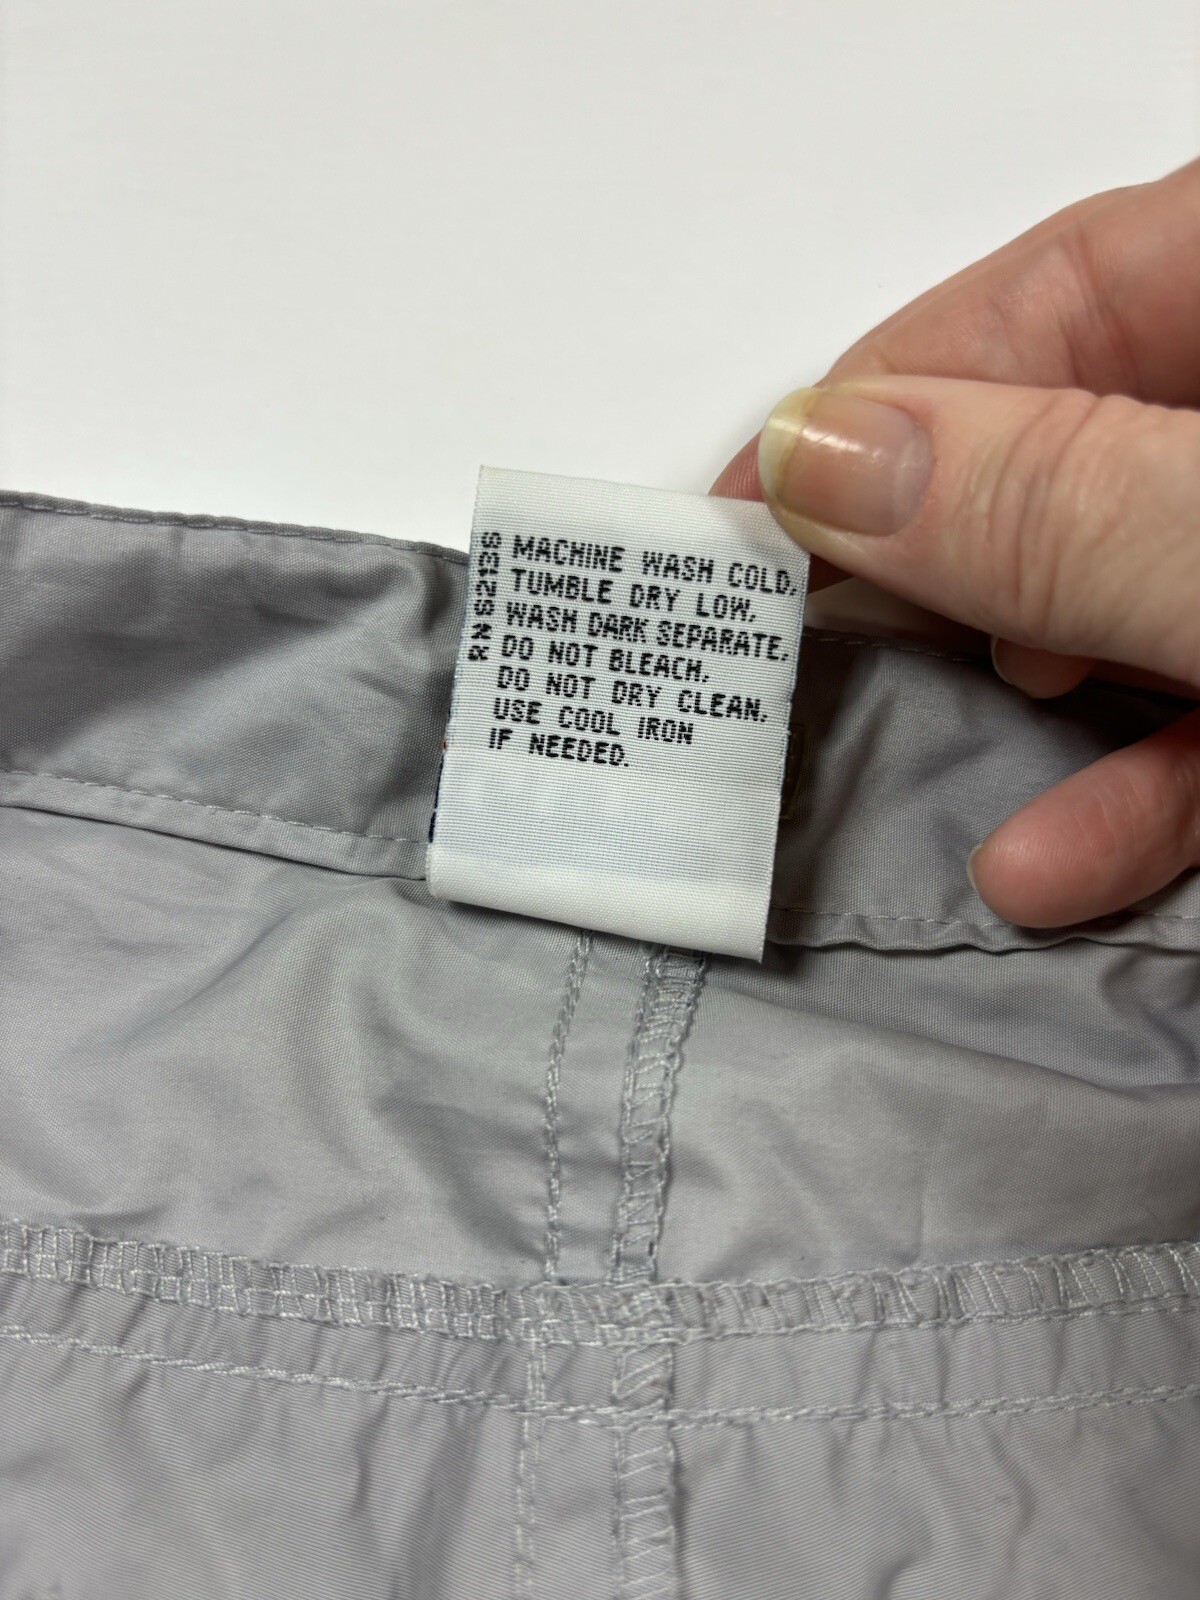 MACHINE WASH COLD,
TUMBLE DRY LOW,
WASH DARK SEPARATE,
DO NOT BLEACH,
DO NOT DRY CLEAN,
USE COOL IRON
IF NEEDED.
RN 62136